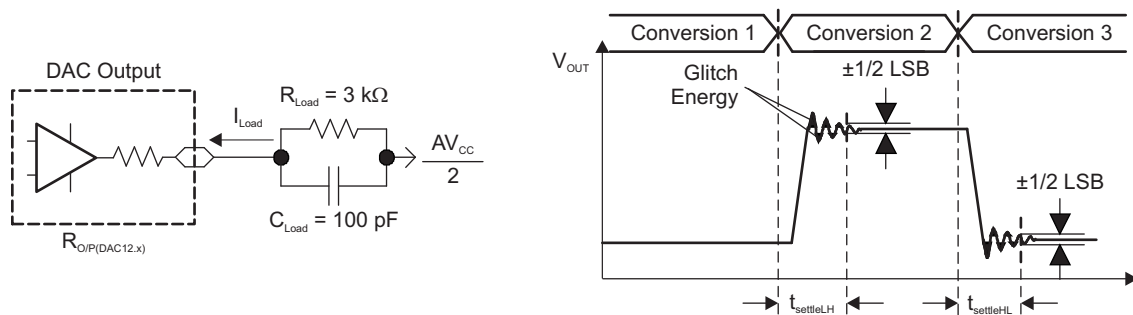 DAC Output
I_Load
R_Load = 3 kΩ
AV_CC
2
C_Load = 100 pF
R_O/P(DAC12.x)
Conversion 1
Conversion 2
Conversion 3
V_OUT
Glitch
Energy
±1/2 LSB
±1/2 LSB
t_settleLH
t_settleHL